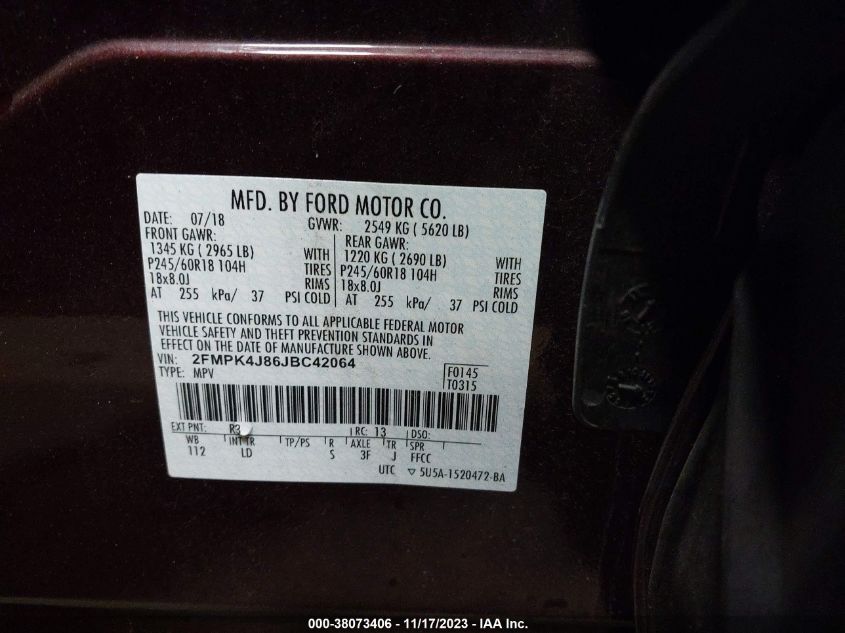 MFD. BY FORD MOTOR CO.
DATE: 07/18 GVWR: 2549 KG ( 5620 LB)
FRONT GAWR: REAR GAWR:
1345 KG ( 2965 LB) WITH 1220 KG ( 2690 LB) WITH
P245/60R18 104H TIRES P245/60R18 104H TIRES
18x8.0J RIMS 18x8.0J RIMS
AT 255 kPa/ 37 PSI COLD AT 255 kPa/ 37 PSI COLD
THIS VEHICLE CONFORMS TO ALL APPLICABLE FEDERAL MOTOR
VEHICLE SAFETY AND THEFT PREVENTION STANDARDS IN
EFFECT ON THE DATE OF MANUFACTURE SHOWN ABOVE.
VIN: 2FMPK4J86JBC42064
TYPE: MPV
F0145
T0315
EXT PNT: R3 RC: 13 DSO:
WB INT TR TP/PS R AXLE TR SPR
112 LD S 3F J FFCC
UTC ▽ 5U5A-1520472-BA
000-38073406 - 11/17/2023 - IAA Inc.